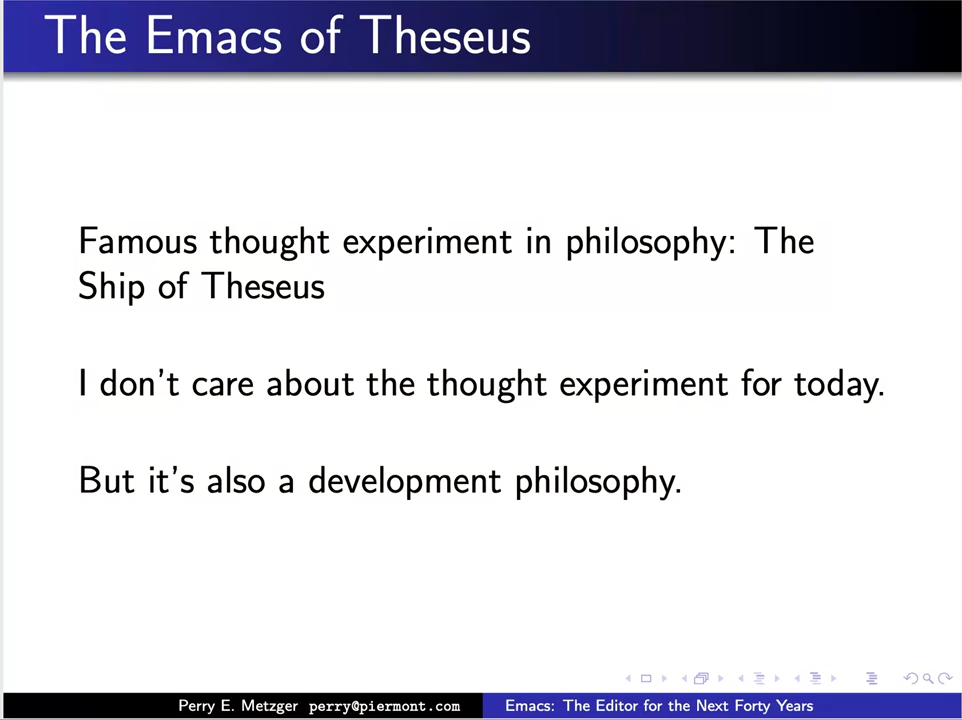 The Emacs of Theseus
Famous thought experiment in philosophy: The
Ship of Theseus
I don't care about the thought experiment for today.
But it's also a development philosophy.
Perry E. Metzger perry@piermont.com
Emacs: The Editor for the Next Forty Years